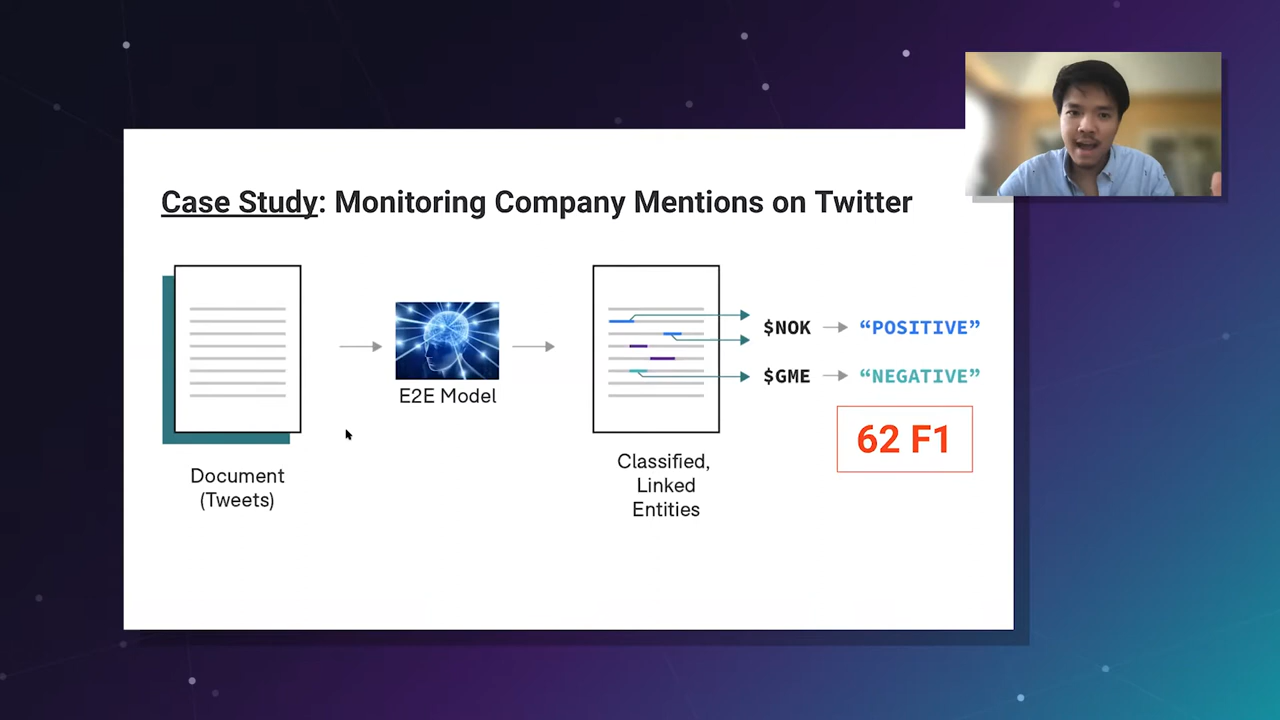 Case Study: Monitoring Company Mentions on Twitter
$NOK
“POSITIVE”
$GME
“NEGATIVE”
E2E Model
62 F1
Document
(Tweets)
Classified,
Linked
Entities